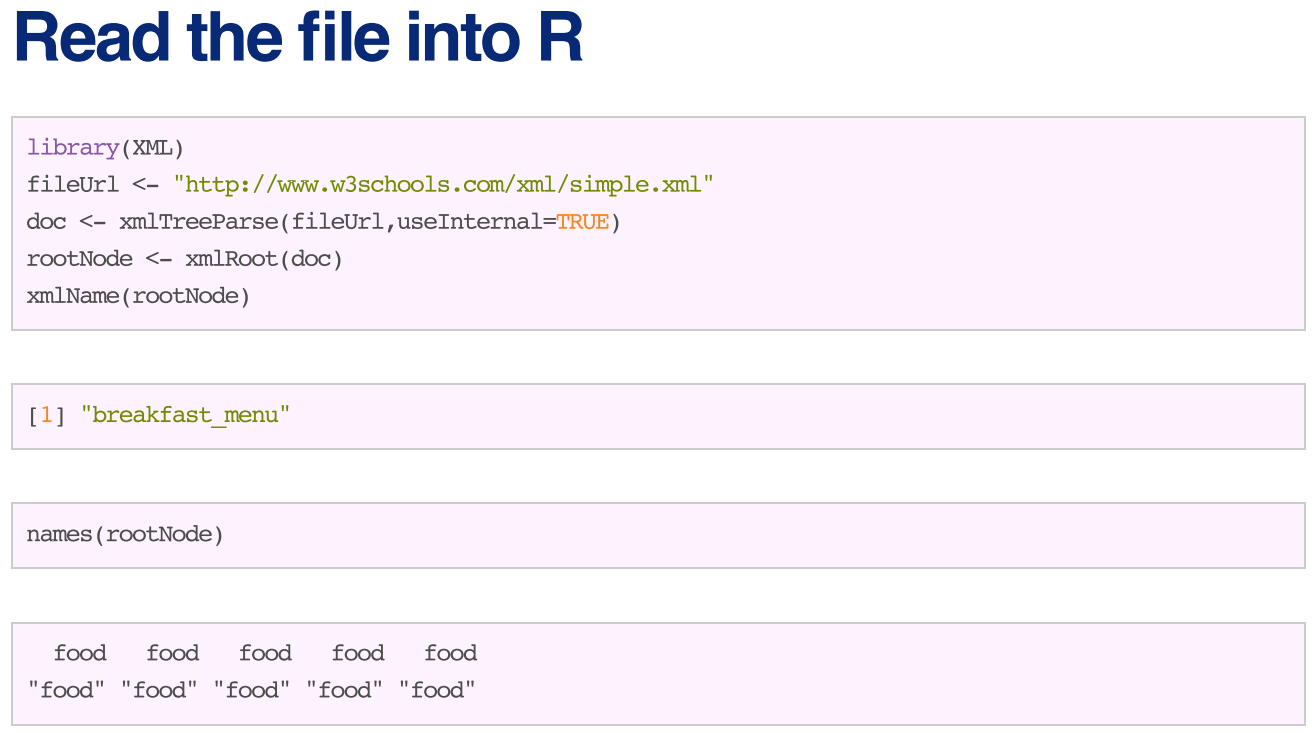 Read the file into R
library(XML)
fileUrl <- "http://www.w3schools.com/xml/simple.xml"
doc <- xmlTreeParse(fileUrl,useInternal=TRUE)
rootNode <- xmlRoot(doc)
xmlName(rootNode)
[1] "breakfast_menu"
names(rootNode)
  food   food   food   food   food
"food" "food" "food" "food" "food"